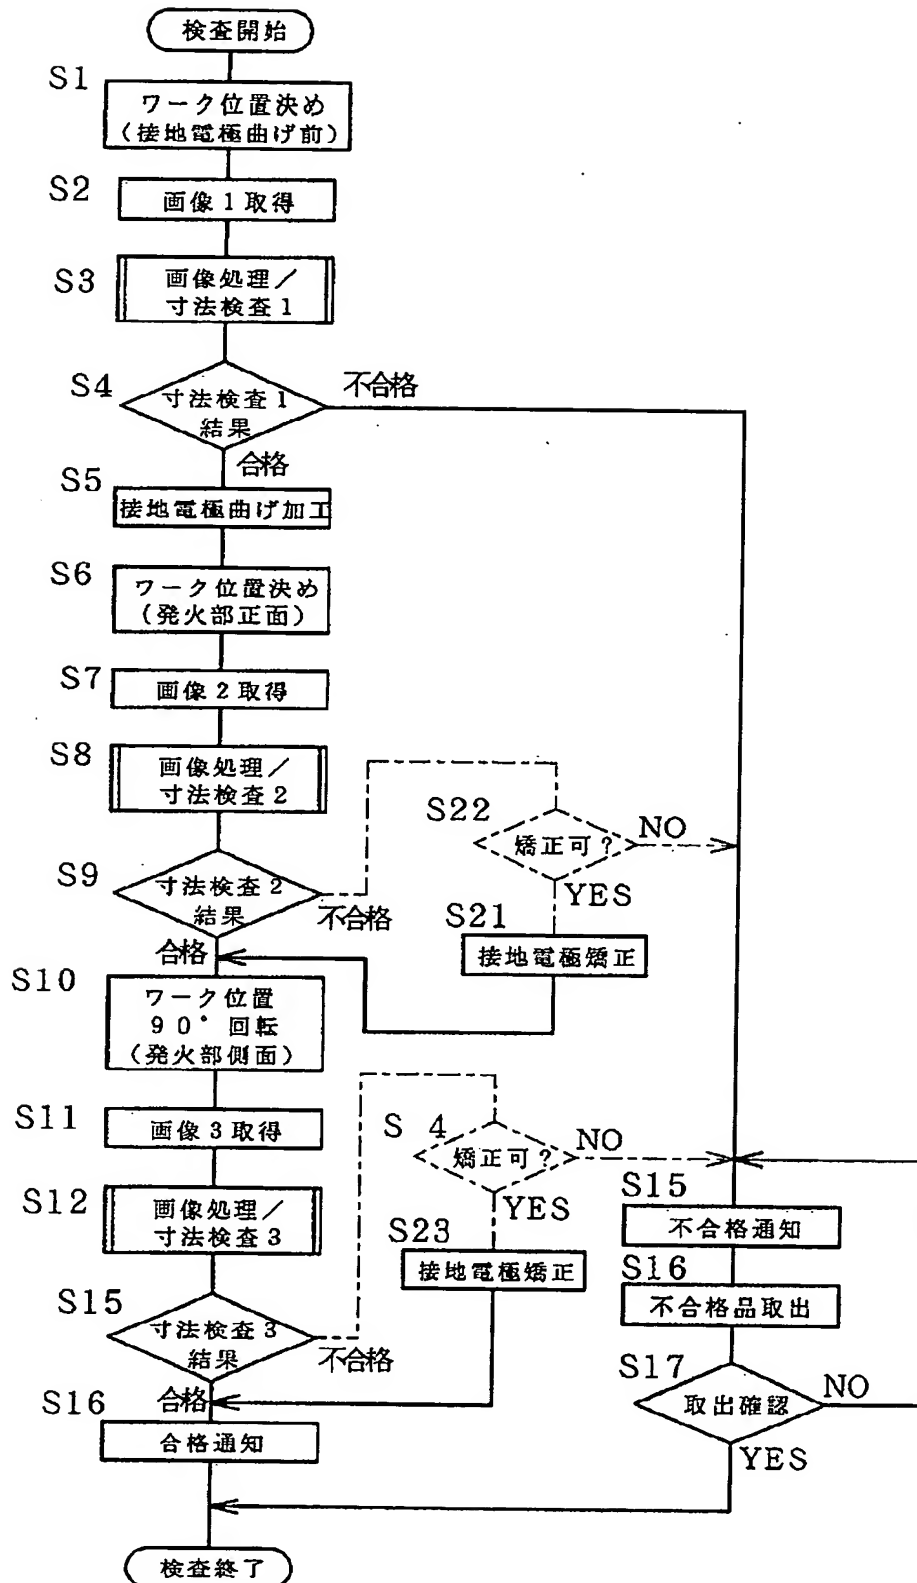 検査開始
S1
ワーク位置決め
(接地電極曲げ前)
S2
画像1取得
S3
画像処理／
寸法検査1
S4
寸法検査1
結果
不合格
合格
S5
接地電極曲げ加工
S6
ワーク位置決め
(発火部正面)
S7
画像2取得
S8
画像処理／
寸法検査2
S22
矯正可?
NO
YES
S9
寸法検査2
結果
不合格
合格
S21
接地電極矯正
S10
ワーク位置
90°回転
(発火部側面)
S11
画像3取得
S 4
矯正可?
NO
YES
S12
画像処理／
寸法検査3
S23
接地電極矯正
S15
不合格通知
S16
不合格品取出
S15
寸法検査3
結果
不合格
合格
S17
取出確認
NO
YES
S16
合格通知
検査終了